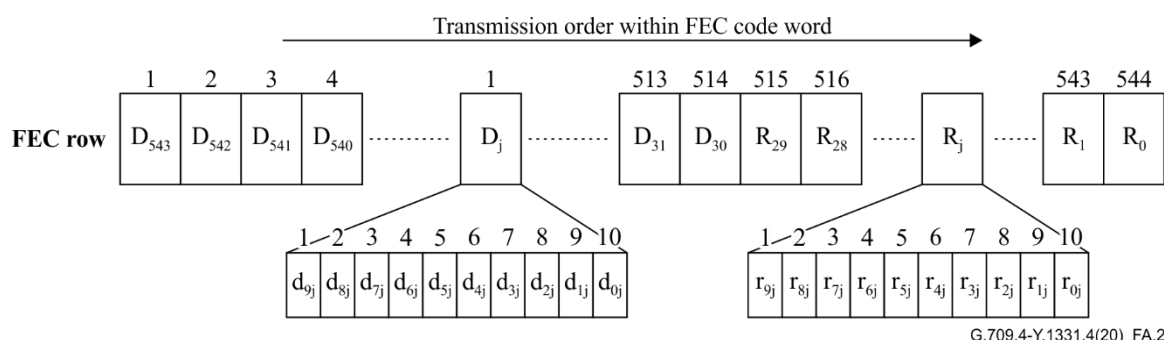 Transmission order within FEC code word
1 2 3 4 1 513 514 515 516 543 544
FEC row D₅₄₃ D₅₄₂ D₅₄₁ D₅₄₀ D_j D₃₁ D₃₀ R₂₉ R₂₈ R_j R₁ R₀
1 2 3 4 5 6 7 8 9 10 1 2 3 4 5 6 7 8 9 10
d₉ⱼ d₈ⱼ d₇ⱼ d₆ⱼ d₅ⱼ d₄ⱼ d₃ⱼ d₂ⱼ d₁ⱼ d₀ⱼ r₉ⱼ r₈ⱼ r₇ⱼ r₆ⱼ r₅ⱼ r₄ⱼ r₃ⱼ r₂ⱼ r₁ⱼ r₀ⱼ
G.709.4-Y.1331.4(20)_FA.2